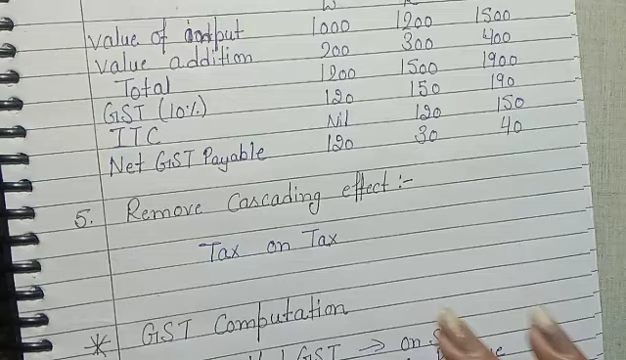 W
Value of input 1000 1200 1500
Value addition 200 300 400
Total 1200 1500 1900
GST (10%) 120 150 190
ITC Nil 120 150
Net GST Payable 120 30 40
5. Remove Cascading effect :-
Tax on Tax
* GST Computation
GST → on